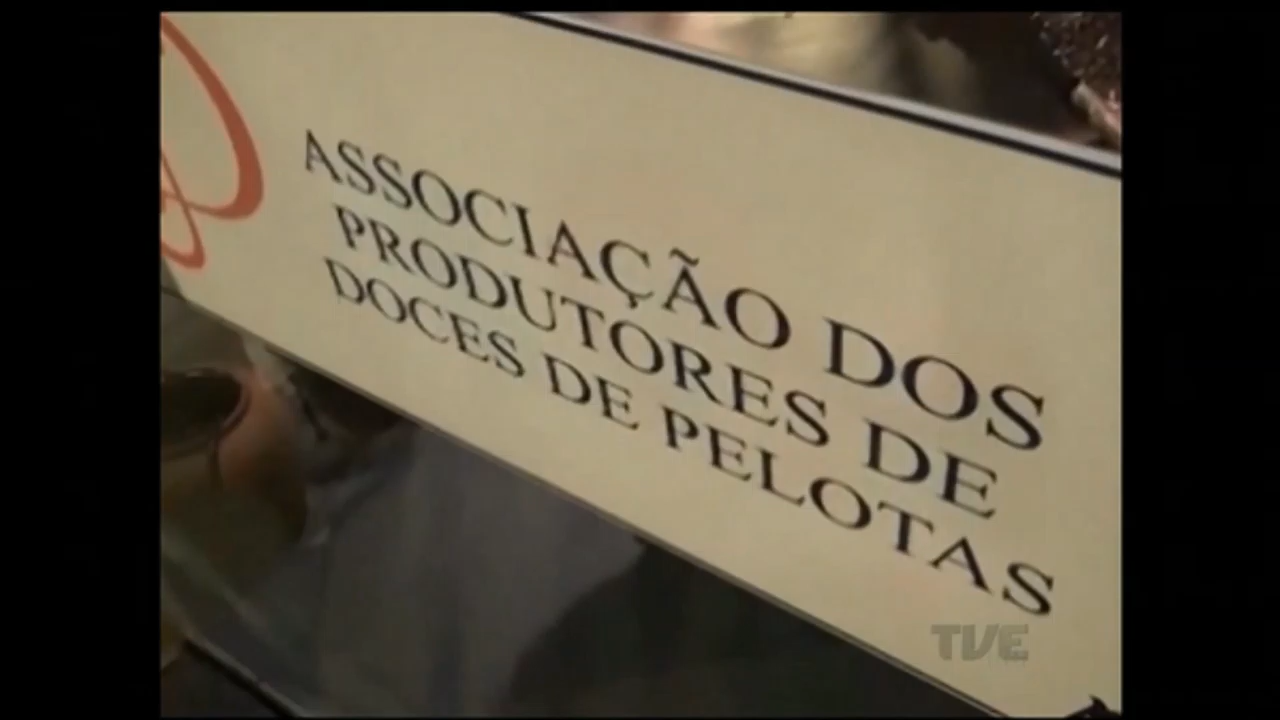 ASSOCIAÇÃO DOS
PRODUTORES DE
DOCES DE PELOTAS
TVE